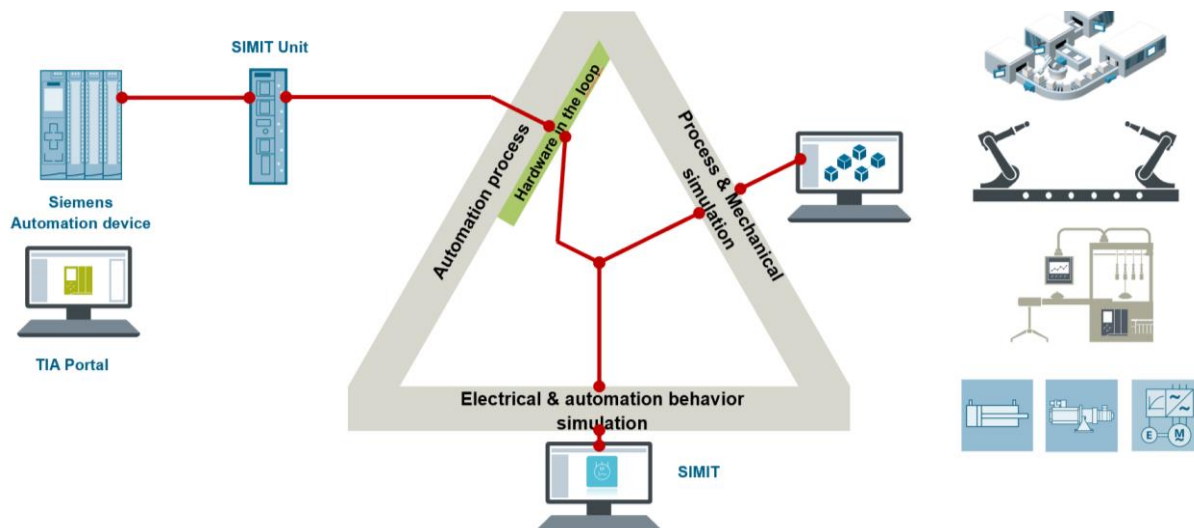 SIMIT Unit
Siemens
Automation device
TIA Portal
Automation process
Hardware in the loop
Process & Mechanical
simulation
Electrical & automation behavior
simulation
SIMIT
E
M